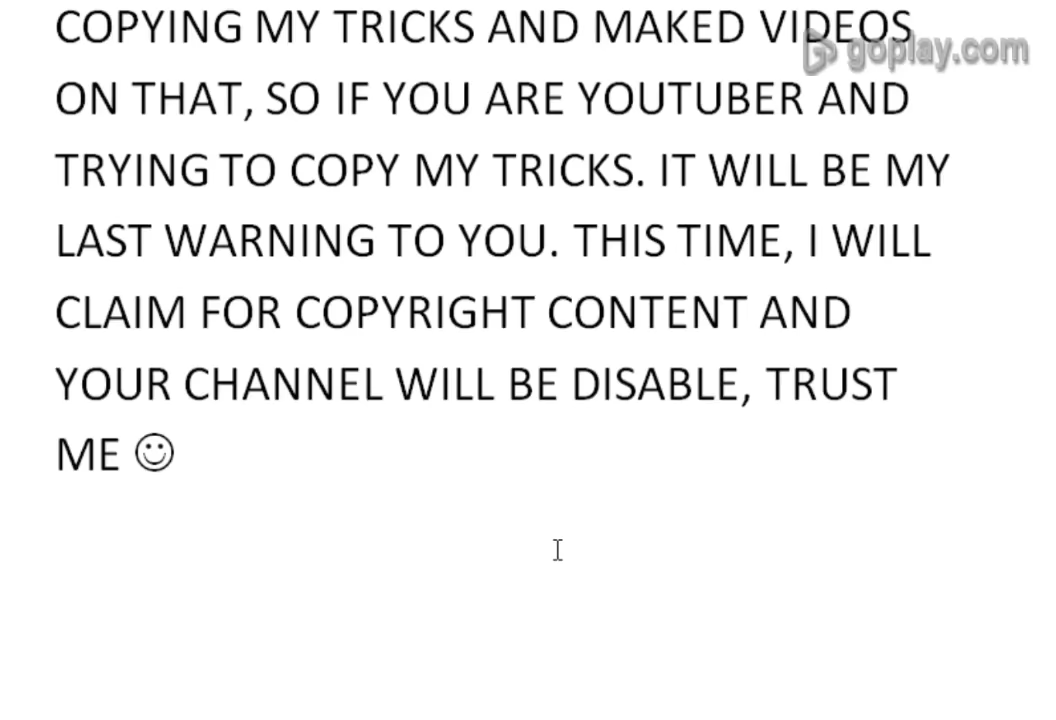 COPYING MY TRICKS AND MAKED VIDEOS
goplay.com
ON THAT, SO IF YOU ARE YOUTUBER AND
TRYING TO COPY MY TRICKS. IT WILL BE MY
LAST WARNING TO YOU. THIS TIME, I WILL
CLAIM FOR COPYRIGHT CONTENT AND
YOUR CHANNEL WILL BE DISABLE, TRUST
ME ☺